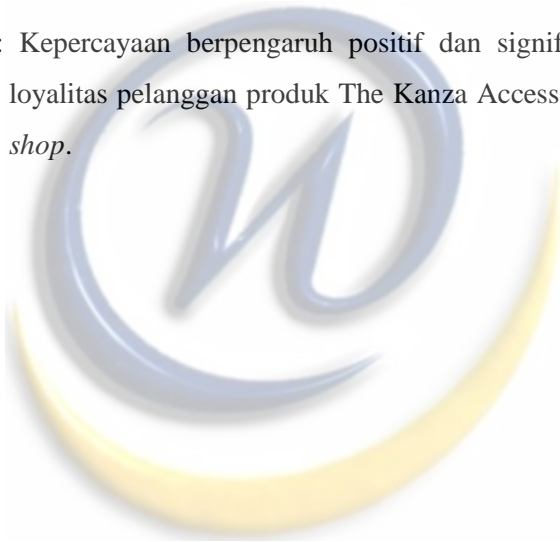 : Kepercayaan berpengaruh positif dan signif
loyalitas pelanggan produk The Kanza Access
shop.